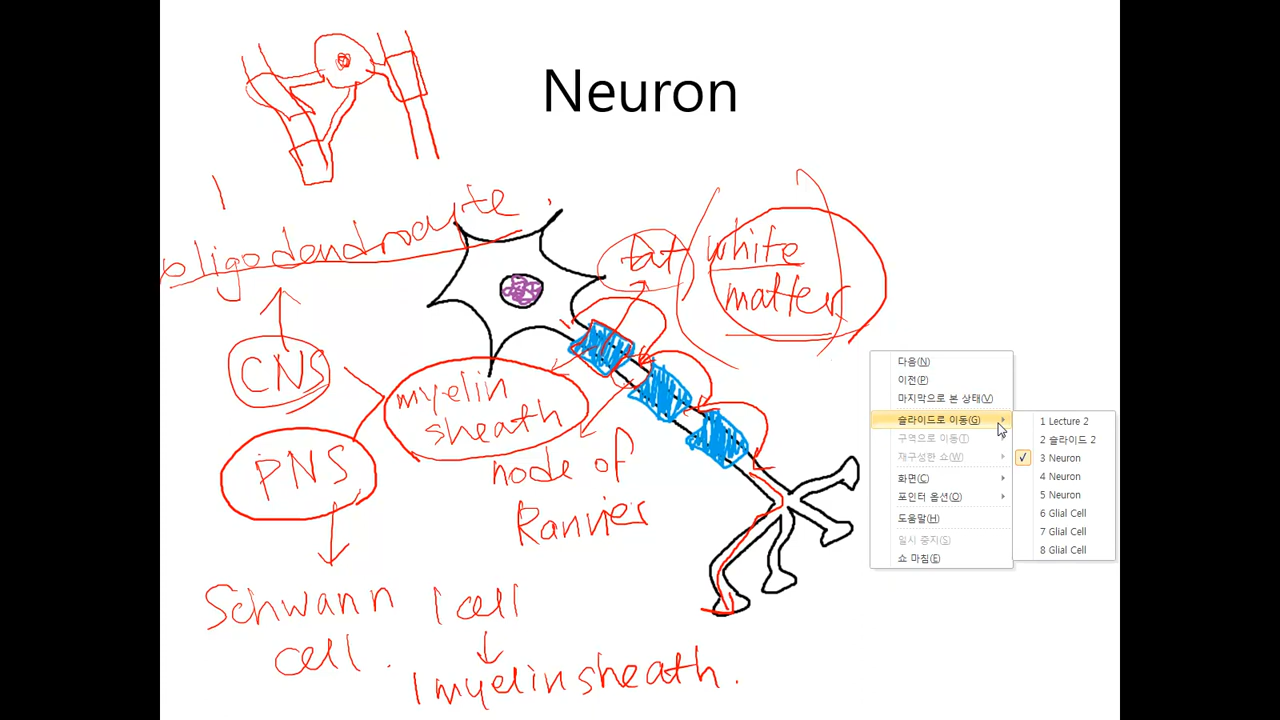 Neuron
oligodendrocyte
fat
white
matter
CNS
myelin
sheath
PNS
node of
Ranvier
Schwann
cell.
1 cell
1 myelin sheath.
다음(N)
이전(P)
마지막으로 본 상태(V)
슬라이드로 이동(G)
구역으로 이동(T)
재구성한 쇼(W)
화면(C)
포인터 옵션(O)
도움말(H)
일시 중지(S)
쇼 마침(E)
1 Lecture 2
2 슬라이드 2
3 Neuron
4 Neuron
5 Neuron
6 Glial Cell
7 Glial Cell
8 Glial Cell